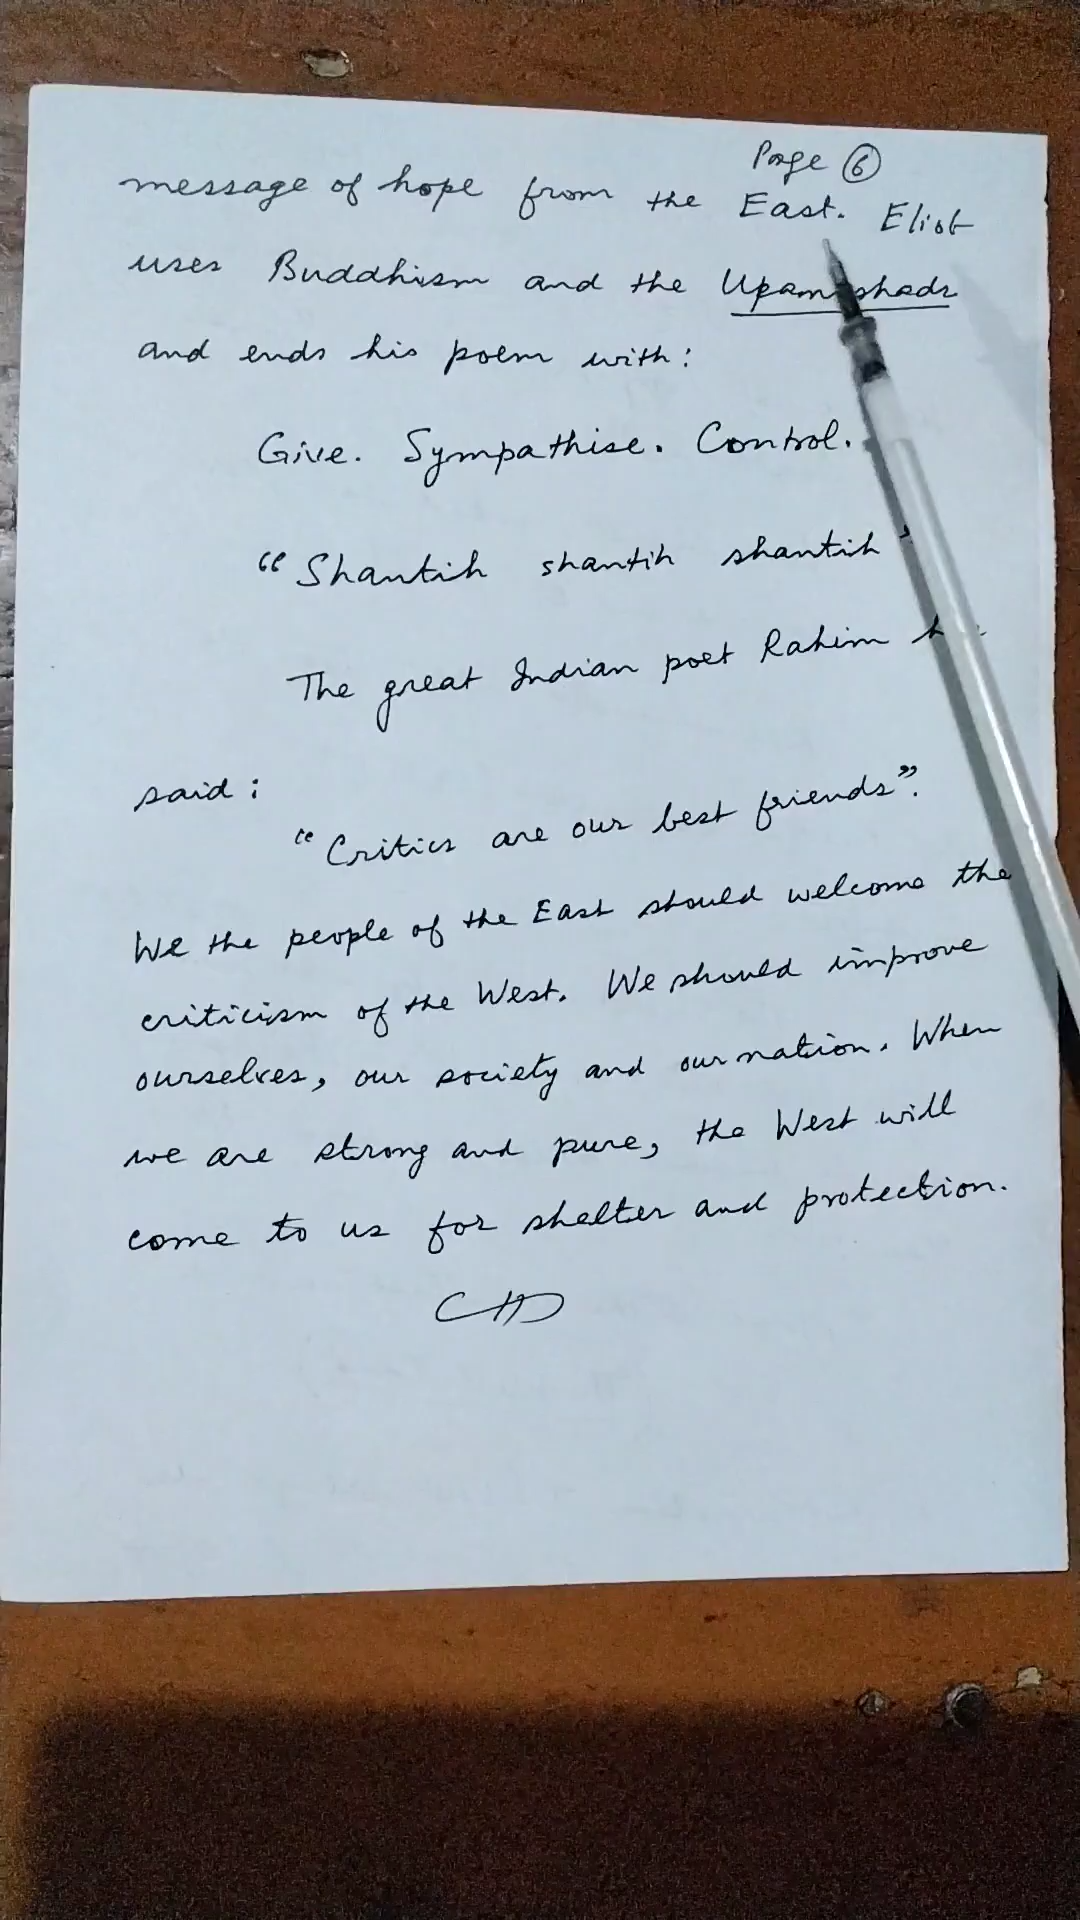 Page 6
message of hope from the East. Eliot
uses Buddhism and the Upanishads
and ends his poem with:
Give. Sympathise. Control.
"Shantih shantih shantih"
The great Indian poet Rahim
said:
"Critics are our best friends".
We the people of the East should welcome the
criticism of the West. We should improve
ourselves, our society and our nation. When
we are strong and pure, the West will
come to us for shelter and protection.